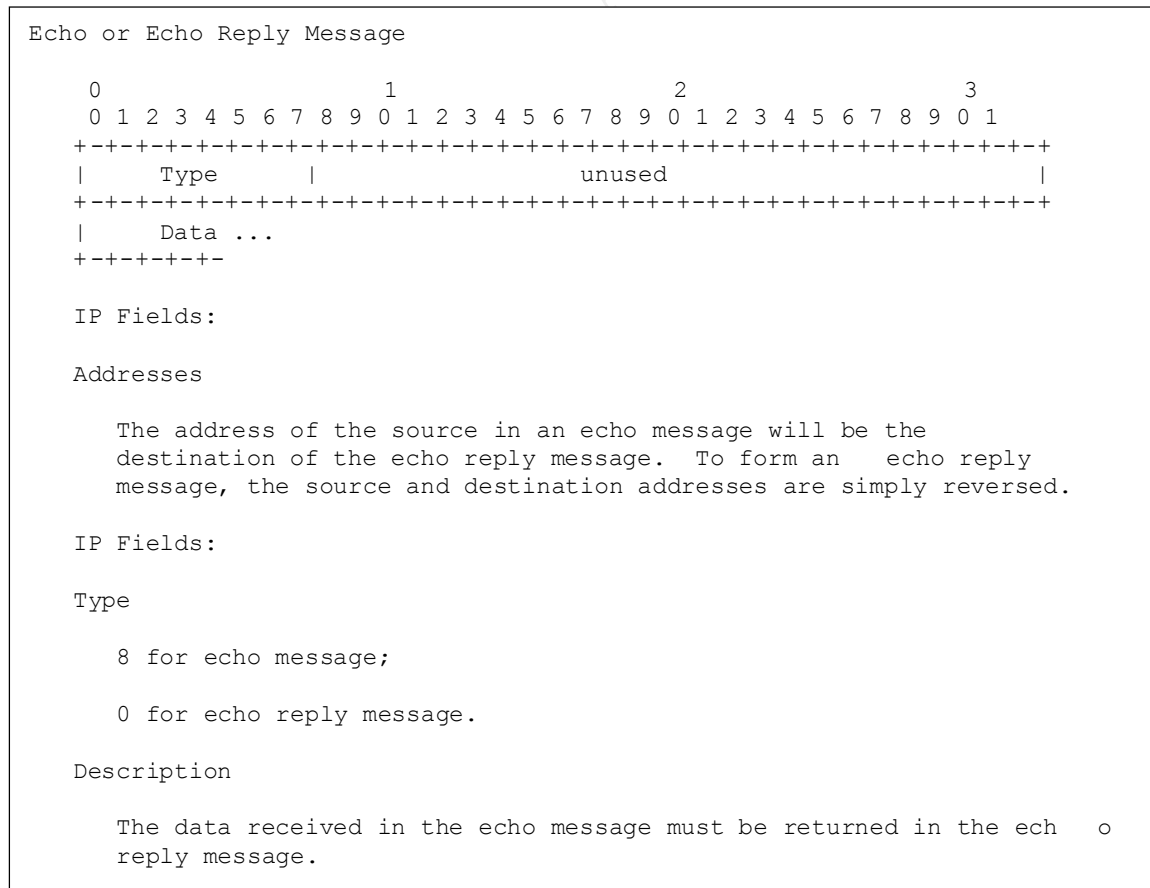 Echo or Echo Reply Message
0                   1                   2                   3
0 1 2 3 4 5 6 7 8 9 0 1 2 3 4 5 6 7 8 9 0 1 2 3 4 5 6 7 8 9 0 1
+-+-+-+-+-+-+-+-+-+-+-+-+-+-+-+-+-+-+-+-+-+-+-+-+-+-+-+-+-+-+-+-+
|     Type      |                  unused                         |
+-+-+-+-+-+-+-+-+-+-+-+-+-+-+-+-+-+-+-+-+-+-+-+-+-+-+-+-+-+-+-+-+
|     Data ...
+-+-+-+-+-
IP Fields:
Addresses
The address of the source in an echo message will be the
destination of the echo reply message.  To form an   echo reply
message, the source and destination addresses are simply reversed.
IP Fields:
Type
8 for echo message;
0 for echo reply message.
Description
The data received in the echo message must be returned in the ech  o
reply message.